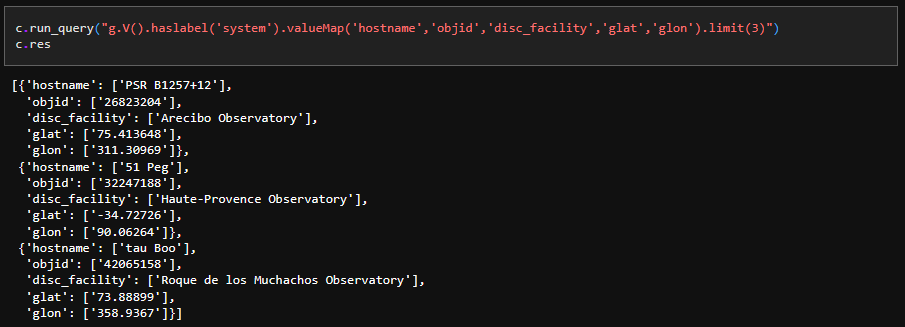 c.run_query("g.V().haslabel('system').valueMap('hostname','objid','disc_facility','glat','glon').limit(3)")
c.res
[{'hostname': ['PSR B1257+12'],
'objid': ['26823204'],
'disc_facility': ['Arecibo Observatory'],
'glat': ['75.413648'],
'glon': ['311.30969']},
{'hostname': ['51 Peg'],
'objid': ['32247188'],
'disc_facility': ['Haute-Provence Observatory'],
'glat': ['-34.72726'],
'glon': ['90.06264']},
{'hostname': ['tau Boo'],
'objid': ['42065158'],
'disc_facility': ['Roque de los Muchachos Observatory'],
'glat': ['73.88899'],
'glon': ['358.9367']}]